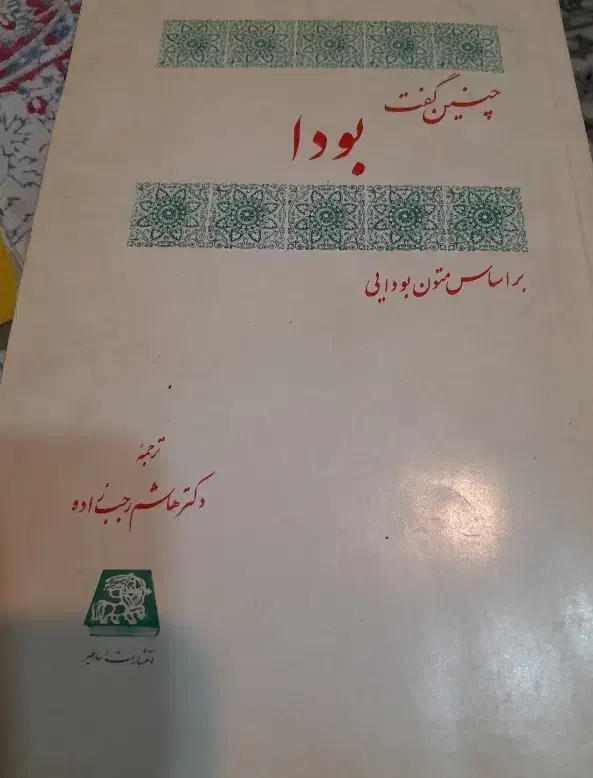 چنین گفت
بودا
بر اساس متون بودایی
ترجمهٔ
دکتر هاشم رجب‌زاده
انتشارات اساطیر